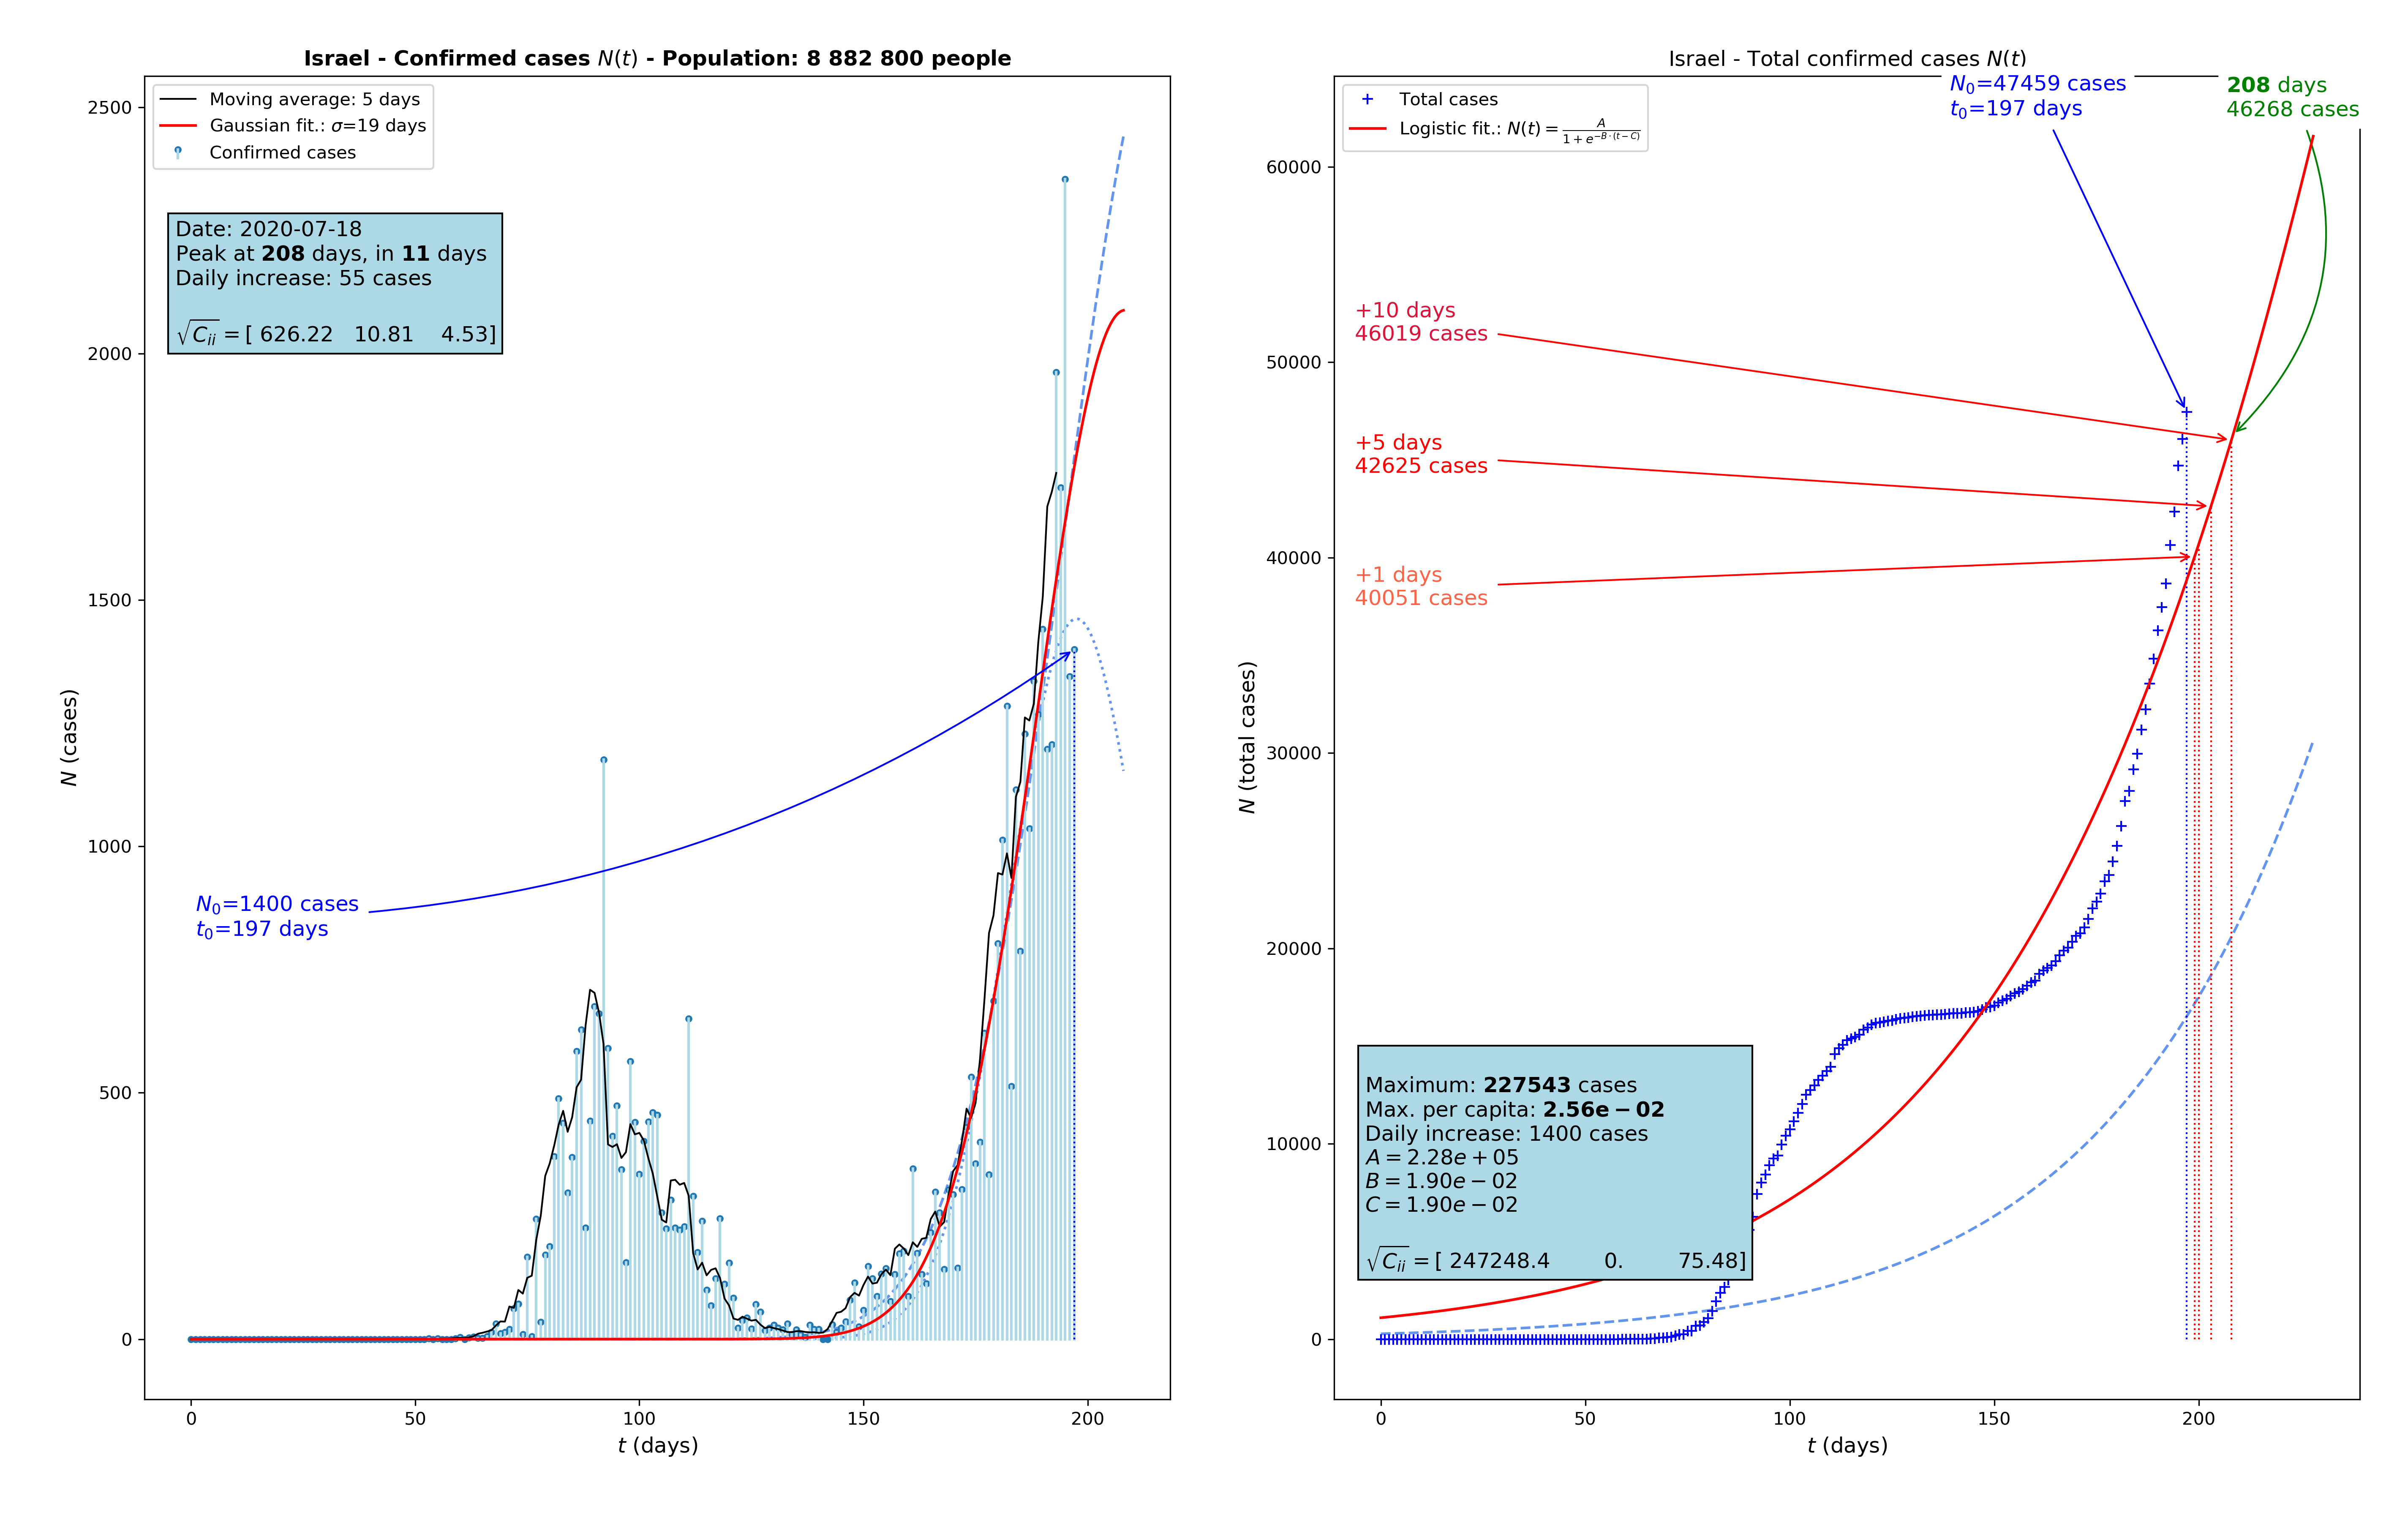 Israel - Confirmed cases N(t) - Population: 8 882 800 people
Moving average: 5 days
Gaussian fit.: σ=19 days
Confirmed cases
Date: 2020-07-18
Peak at 208 days, in 11 days
Daily increase: 55 cases
√C_ii = [ 626.22 10.81 4.53]
N_0=1400 cases
t_0=197 days
2500
2000
1500
1000
500
0
N (cases)
0 50 100 150 200
t (days)
Israel - Total confirmed cases N(t)
Total cases
Logistic fit.: N(t) = A / (1 + e^{−B·(t−C)})
N_0=47459 cases
t_0=197 days
208 days
46268 cases
+10 days
46019 cases
+5 days
42625 cases
+1 days
40051 cases
Maximum: 227543 cases
Max. per capita: 2.56e − 02
Daily increase: 1400 cases
A = 2.28e + 05
B = 1.90e − 02
C = 1.90e − 02
√C_ii = [ 247248.4 0. 75.48]
60000
50000
40000
30000
20000
10000
0
N (total cases)
0 50 100 150 200
t (days)